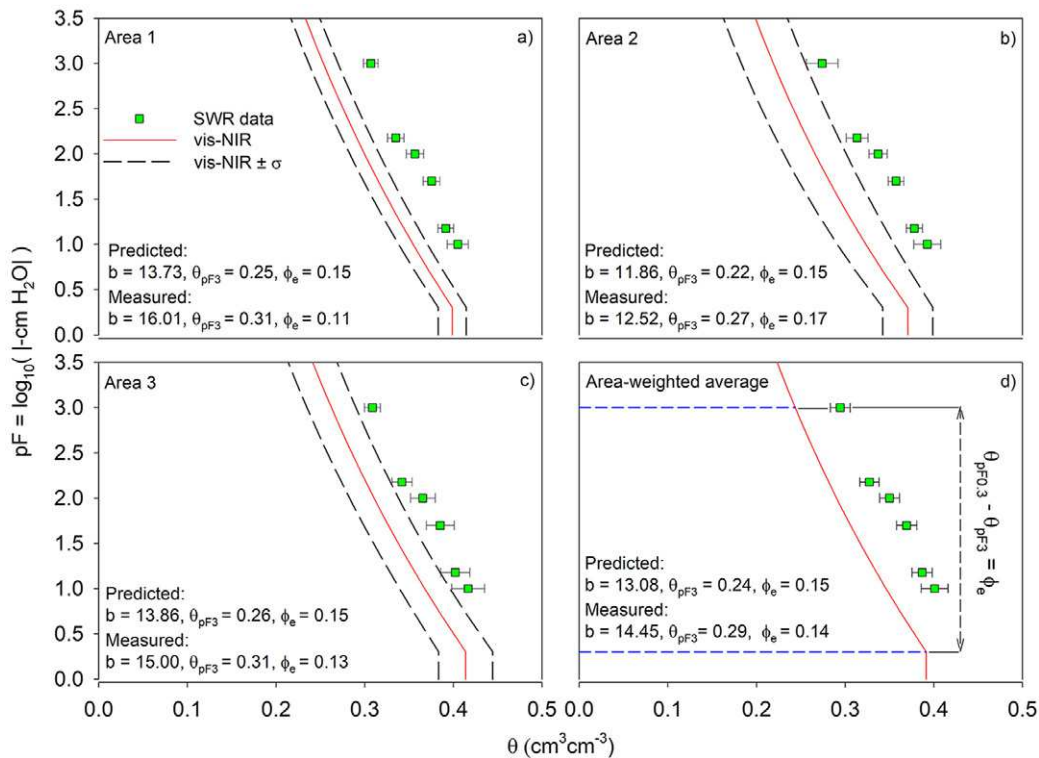 Area 1
a)
SWR data
vis-NIR
vis-NIR ± σ
Predicted:
b = 13.73, θpF3 = 0.25, ϕe = 0.15
Measured:
b = 16.01, θpF3 = 0.31, ϕe = 0.11
Area 2
b)
Predicted:
b = 11.86, θpF3 = 0.22, ϕe = 0.15
Measured:
b = 12.52, θpF3 = 0.27, ϕe = 0.17
3.5
3.0
2.5
2.0
1.5
1.0
0.5
0.0
Area 3
c)
Predicted:
b = 13.86, θpF3 = 0.26, ϕe = 0.15
Measured:
b = 15.00, θpF3 = 0.31, ϕe = 0.13
Area-weighted average
d)
Predicted:
b = 13.08, θpF3 = 0.24, ϕe = 0.15
Measured:
b = 14.45, θpF3 = 0.29, ϕe = 0.14
θpF0.3 - θpF3 = ϕe
3.5
3.0
2.5
2.0
1.5
1.0
0.5
0.0
0.0 0.1 0.2 0.3 0.4 0.5
0.0 0.1 0.2 0.3 0.4 0.5
pF = log10( |-cm H2O|)
θ (cm³cm⁻³)